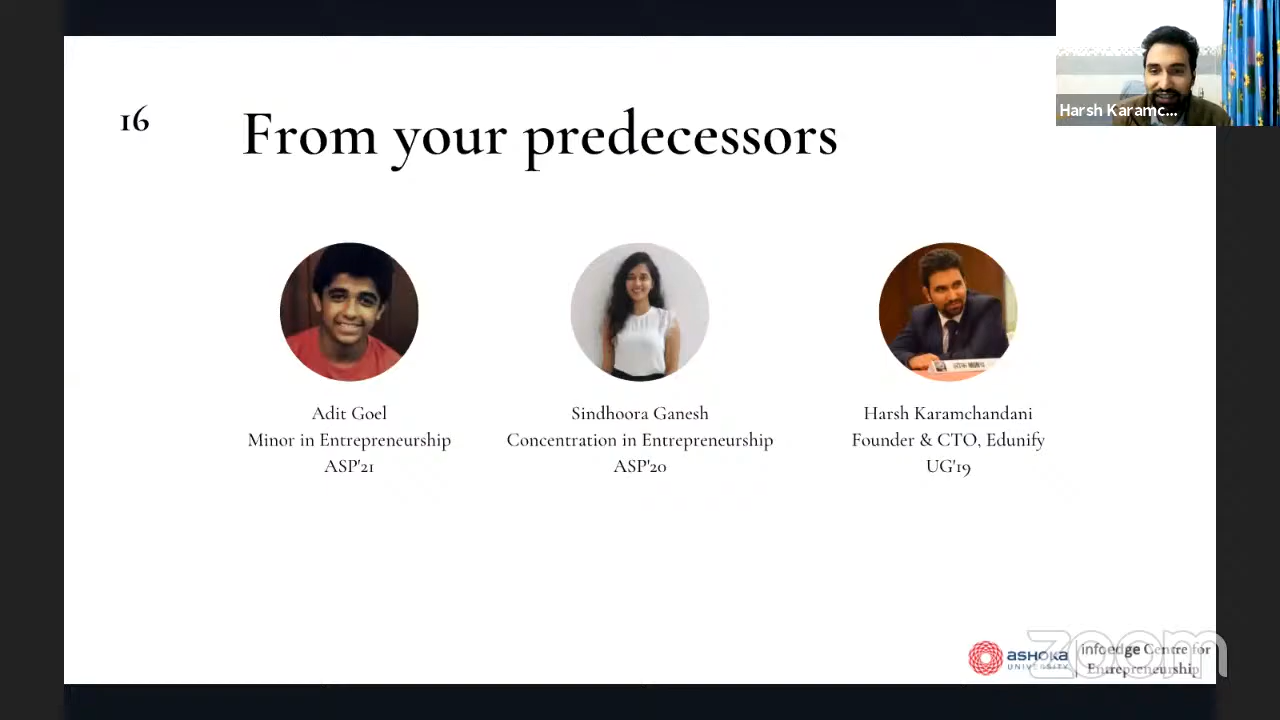 Harsh Karamc...
16
From your predecessors
Adit Goel
Minor in Entrepreneurship
ASP'21
Sindhoora Ganesh
Concentration in Entrepreneurship
ASP'20
Harsh Karamchandani
Founder & CTO, Edunify
UG'19
ASHOKA
UNIVERSITY
infoedge Centre for
Entrepreneurship
zoom